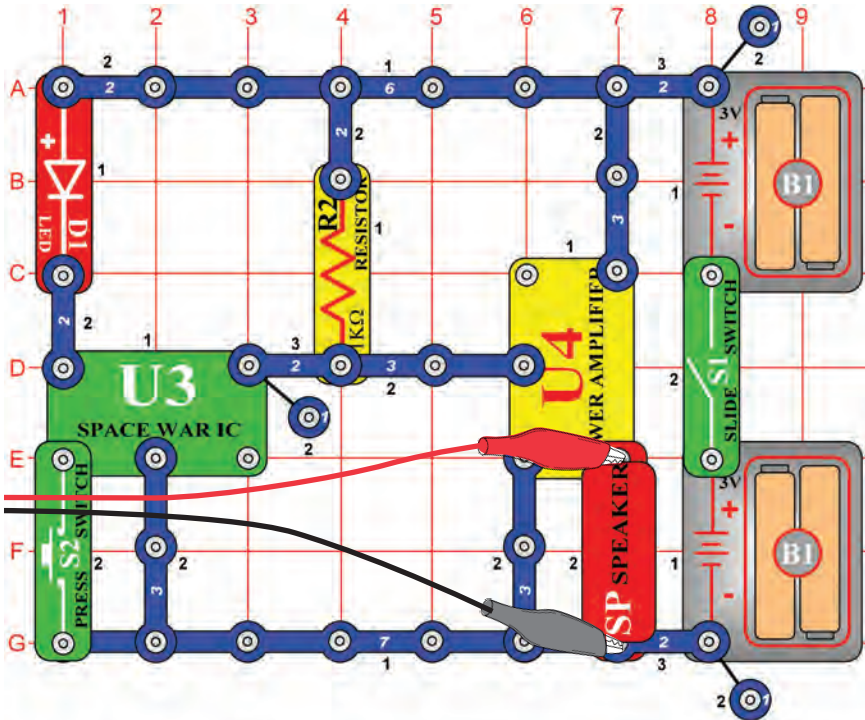 1 2 3 4 5 6 7 8 9
1
2 1 3 2
A 2 6 2
3V
2 2 2
+ +
B 1 R2 1 B1
D1 LED RESISTOR 3
- 
1
C 1KΩ
2 2
1 3
D 2 3
2
U3 U4 S1
SPACE WAR IC POWER AMPLIFIER SLIDE SWITCH
2
1
2
E
3V
+
S2 PRESS SWITCH SP SPEAKER
F 2 2 2 2 1 B1
3 3
-
G 7 2
1 3
2 1